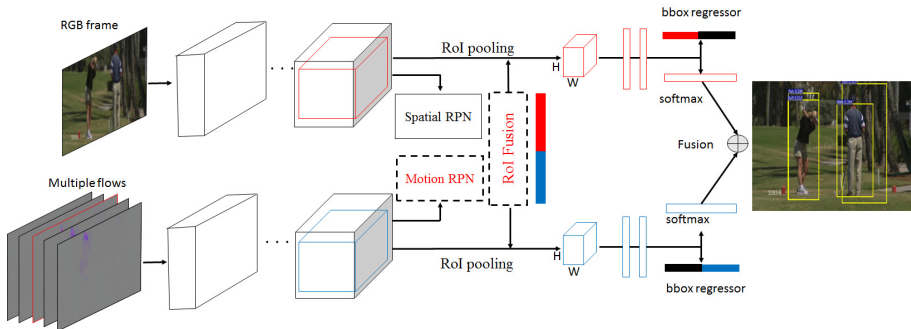 RGB frame
RoI pooling
H
W
bbox regressor
softmax
Spatial RPN
RoI Fusion
Motion RPN
Fusion
Multiple flows
RoI pooling
H
W
softmax
bbox regressor